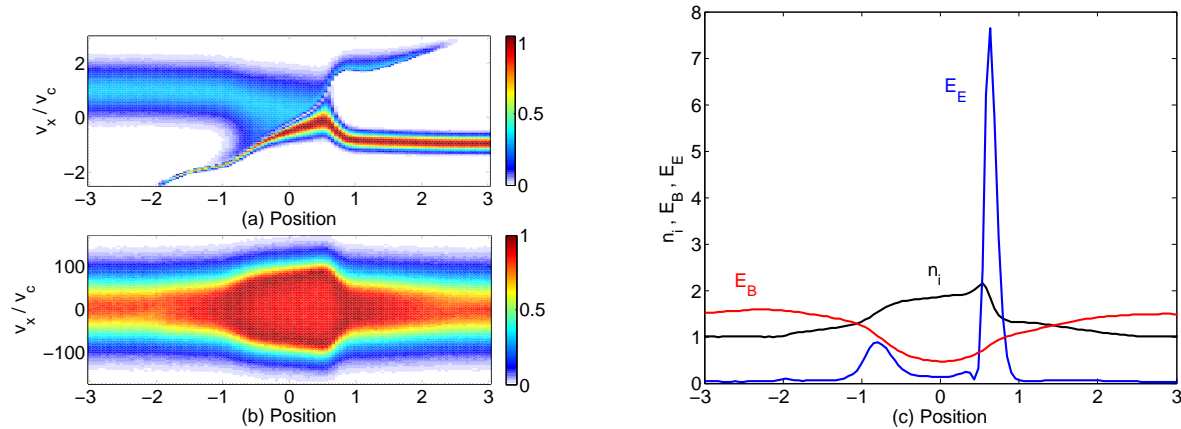 2
0
−2
v_x / v_c
−3 −2 −1 0 1 2 3
(a) Position
1
0.5
0
100
0
−100
v_x / v_c
−3 −2 −1 0 1 2 3
(b) Position
1
0.5
0
8
7
6
5
4
3
2
1
0
n_i , E_B , E_E
E_E
n_i
E_B
−3 −2 −1 0 1 2 3
(c) Position